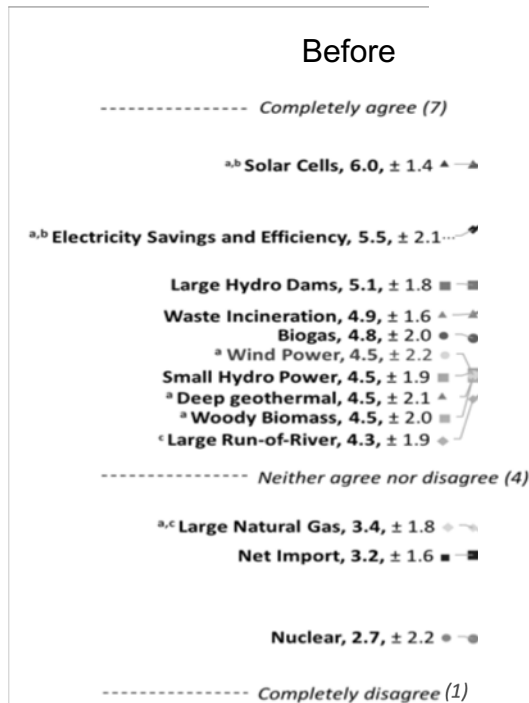 Before
Completely agree (7)
a,b Solar Cells, 6.0, ± 1.4
a,b Electricity Savings and Efficiency, 5.5, ± 2.1
Large Hydro Dams, 5.1, ± 1.8
Waste Incineration, 4.9, ± 1.6
Biogas, 4.8, ± 2.0
a Wind Power, 4.5, ± 2.2
Small Hydro Power, 4.5, ± 1.9
a Deep geothermal, 4.5, ± 2.1
a Woody Biomass, 4.5, ± 2.0
c Large Run-of-River, 4.3, ± 1.9
Neither agree nor disagree (4)
a,c Large Natural Gas, 3.4, ± 1.8
Net Import, 3.2, ± 1.6
Nuclear, 2.7, ± 2.2
Completely disagree (1)